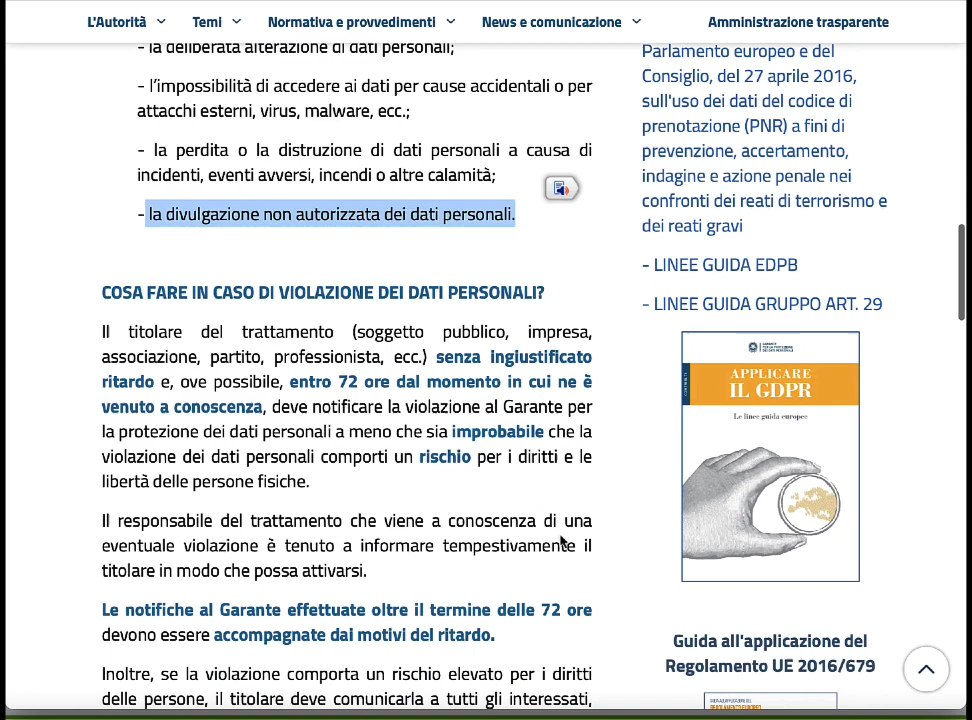 L'Autorità
Temi
Normativa e provvedimenti
News e comunicazione
Amministrazione trasparente
- la deliberata alterazione di dati personali;
- l’impossibilità di accedere ai dati per cause accidentali o per
attacchi esterni, virus, malware, ecc.;
- la perdita o la distruzione di dati personali a causa di
incidenti, eventi avversi, incendi o altre calamità;
- la divulgazione non autorizzata dei dati personali.
COSA FARE IN CASO DI VIOLAZIONE DEI DATI PERSONALI?
Il titolare del trattamento (soggetto pubblico, impresa,
associazione, partito, professionista, ecc.) senza ingiustificato
ritardo e, ove possibile, entro 72 ore dal momento in cui ne è
venuto a conoscenza, deve notificare la violazione al Garante per
la protezione dei dati personali a meno che sia improbabile che la
violazione dei dati personali comporti un rischio per i diritti e le
libertà delle persone fisiche.
Il responsabile del trattamento che viene a conoscenza di una
eventuale violazione è tenuto a informare tempestivamente il
titolare in modo che possa attivarsi.
Le notifiche al Garante effettuate oltre il termine delle 72 ore
devono essere accompagnate dai motivi del ritardo.
Inoltre, se la violazione comporta un rischio elevato per i diritti
delle persone, il titolare deve comunicarla a tutti gli interessati,
Parlamento europeo e del
Consiglio, del 27 aprile 2016,
sull'uso dei dati del codice di
prenotazione (PNR) a fini di
prevenzione, accertamento,
indagine e azione penale nei
confronti dei reati di terrorismo e
dei reati gravi
- LINEE GUIDA EDPB
- LINEE GUIDA GRUPPO ART. 29
APPLICARE
IL GDPR
Le linee guida europee
Guida all'applicazione del
Regolamento UE 2016/679